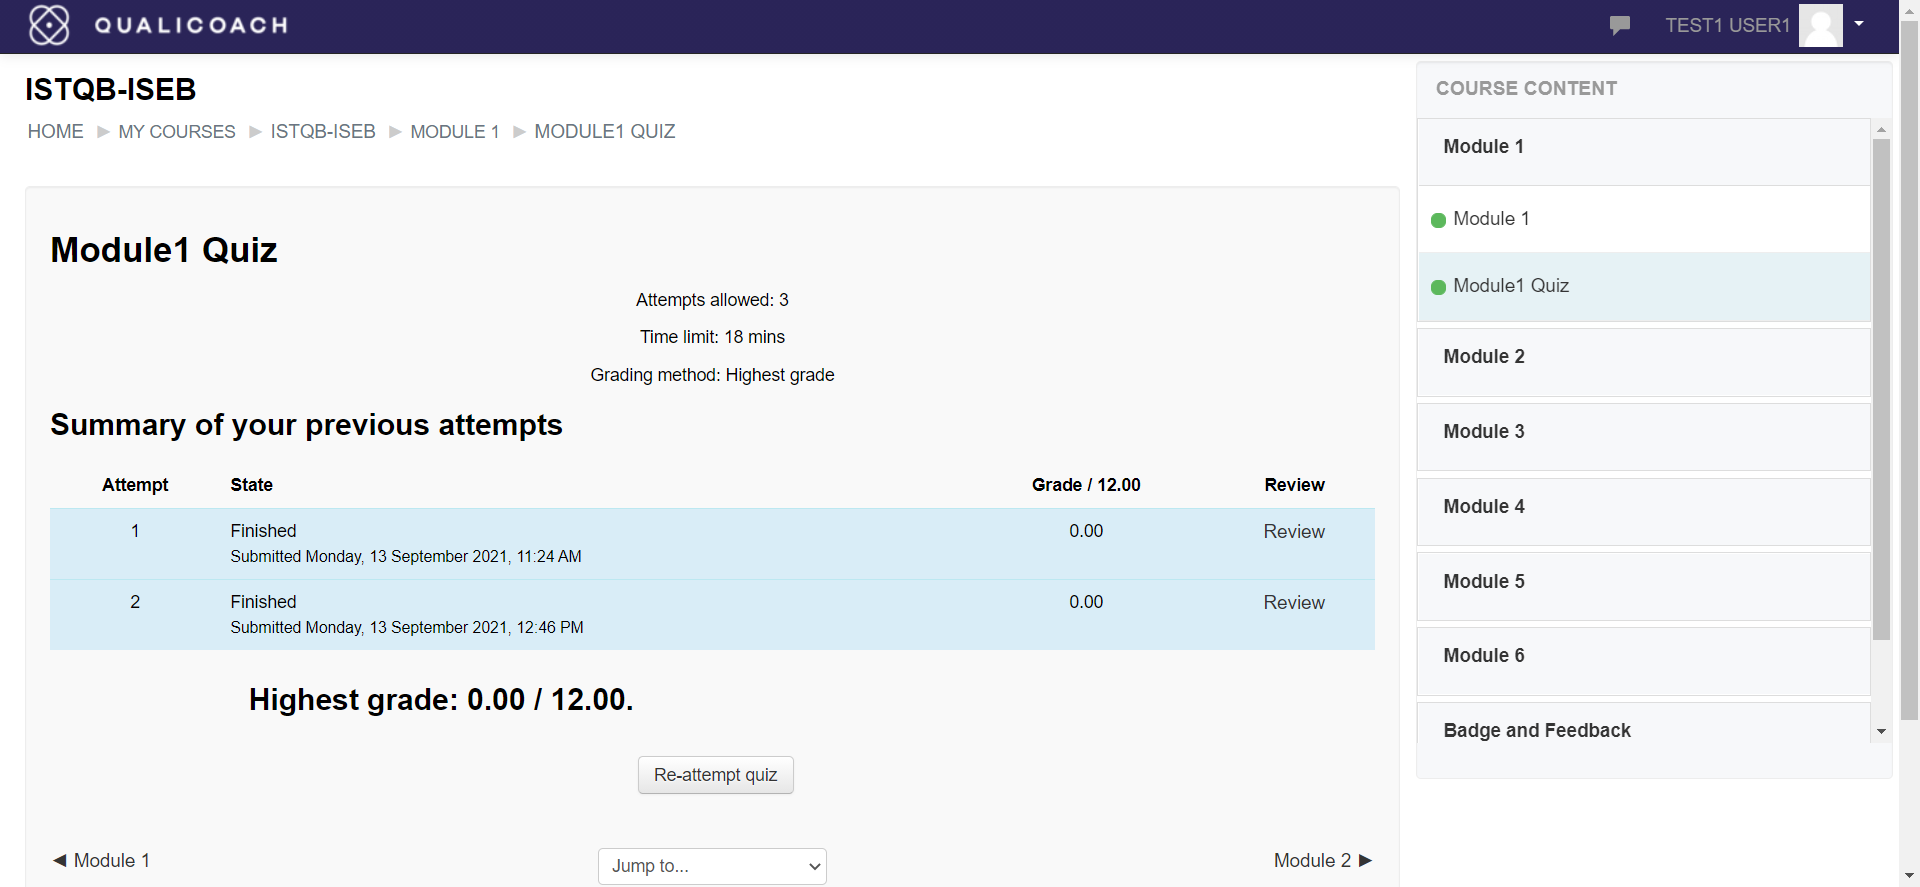 QUALICOACH
TEST1 USER1
ISTQB-ISEB
HOME ▶ MY COURSES ▶ ISTQB-ISEB ▶ MODULE 1 ▶ MODULE1 QUIZ
Module1 Quiz
Attempts allowed: 3
Time limit: 18 mins
Grading method: Highest grade
Summary of your previous attempts
Attempt State Grade / 12.00 Review
1 Finished 0.00 Review
Submitted Monday, 13 September 2021, 11:24 AM
2 Finished 0.00 Review
Submitted Monday, 13 September 2021, 12:46 PM
Highest grade: 0.00 / 12.00.
Re-attempt quiz
◀ Module 1
Jump to...
Module 2 ▶
COURSE CONTENT
Module 1
Module 1
Module1 Quiz
Module 2
Module 3
Module 4
Module 5
Module 6
Badge and Feedback